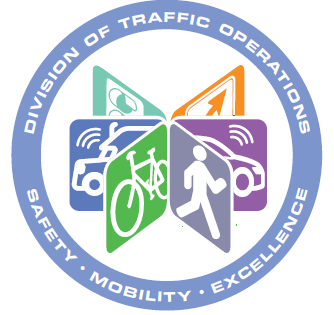 DIVISION OF TRAFFIC OPERATIONS
SAFETY · MOBILITY · EXCELLENCE